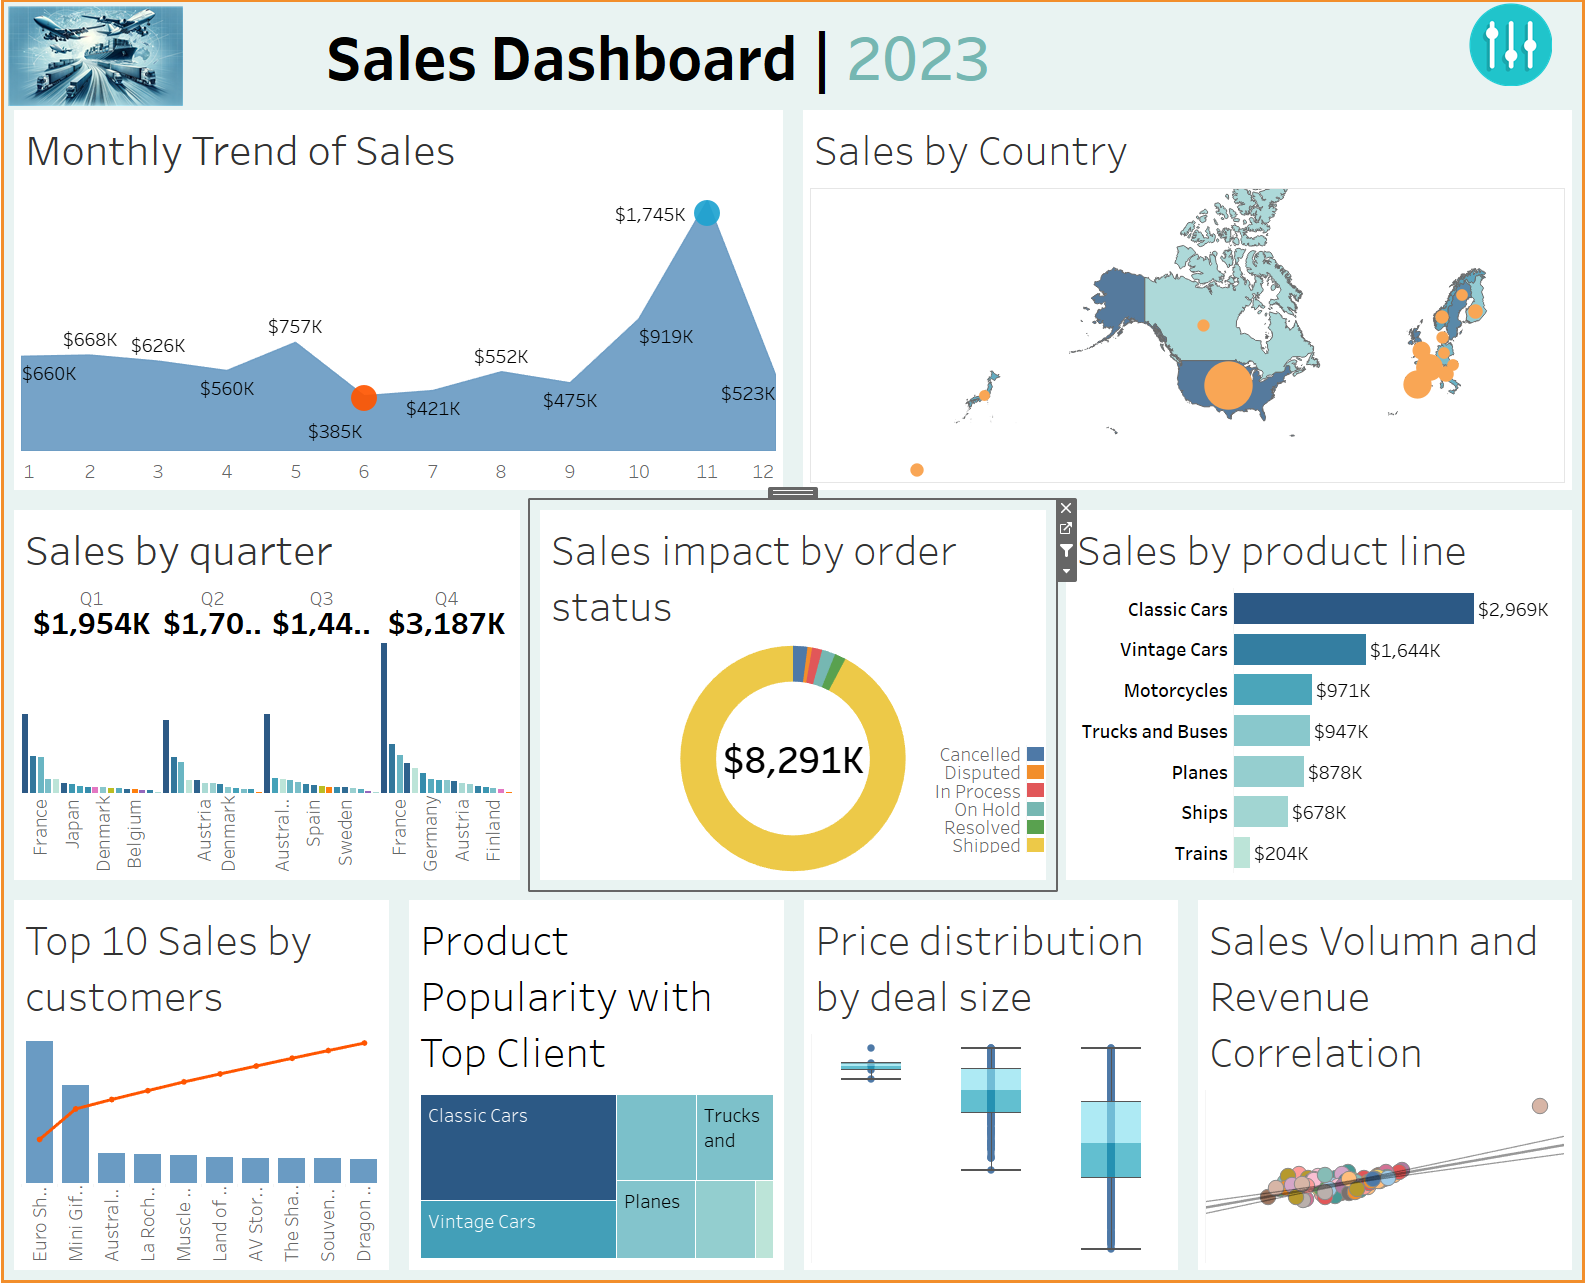 Sales Dashboard | 2023
Monthly Trend of Sales
$1,745K
$757K
$668K
$626K
$552K
$919K
$660K
$560K
$475K
$523K
$421K
$385K
1 2 3 4 5 6 7 8 9 10 11 12
Sales by Country
Sales by quarter
Q1 Q2 Q3 Q4
$1,954K $1,70.. $1,44.. $3,187K
France
Japan
Denmark
Belgium
Austria
Denmark
Austral..
Spain
Sweden
France
Germany
Austria
Finland
Sales impact by order
status
$8,291K
Cancelled
Disputed
In Process
On Hold
Resolved
Shipped
Sales by product line
Classic Cars $2,969K
Vintage Cars $1,644K
Motorcycles $971K
Trucks and Buses $947K
Planes $878K
Ships $678K
Trains $204K
Top 10 Sales by
customers
Euro Sh..
Mini Gif..
Austral..
La Roch..
Muscle ..
Land of ..
AV Stor..
The Sha..
Souven..
Dragon ..
Product
Popularity with
Top Client
Classic Cars
Trucks
and
Planes
Vintage Cars
Price distribution
by deal size
Sales Volumn and
Revenue
Correlation